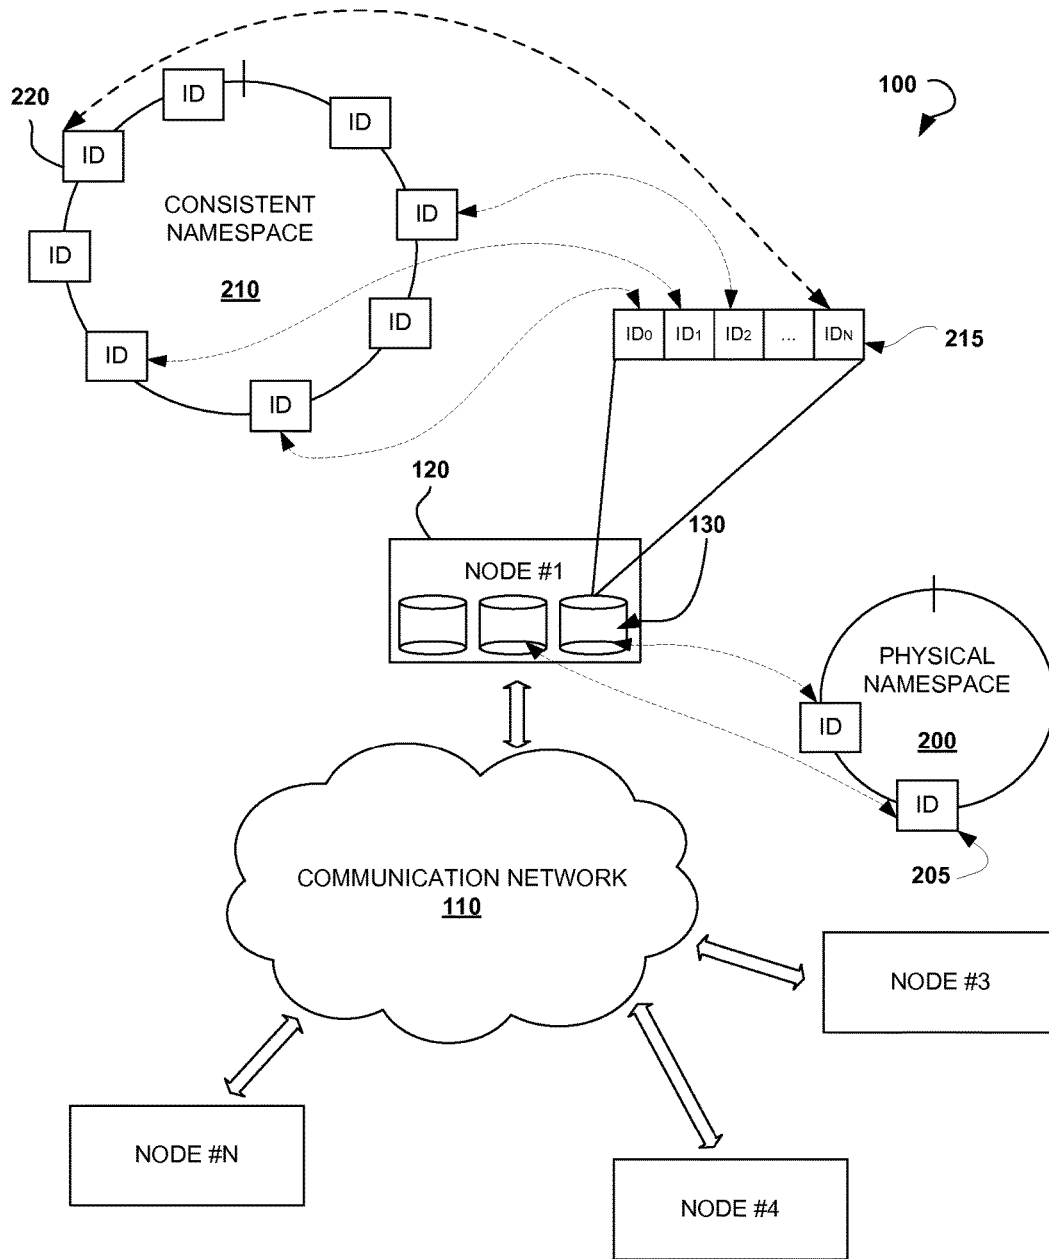 100
220
ID
ID
ID
ID
CONSISTENT
NAMESPACE
210
ID
ID
ID
ID
ID0 ID1 ID2 ... IDN
215
120
130
NODE #1
PHYSICAL
NAMESPACE
200
ID
ID
205
COMMUNICATION NETWORK
110
NODE #3
NODE #N
NODE #4